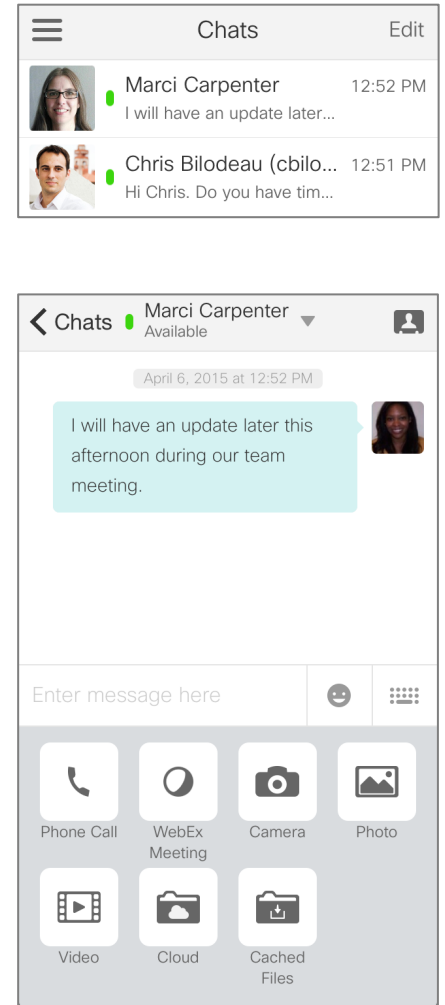 Chats
Edit
Marci Carpenter
12:52 PM
I will have an update later...
Chris Bilodeau (cbilo...
12:51 PM
Hi Chris. Do you have tim...
Chats
Marci Carpenter
Available
April 6, 2015 at 12:52 PM
I will have an update later this
afternoon during our team
meeting.
Enter message here
Phone Call
WebEx
Meeting
Camera
Photo
Video
Cloud
Cached
Files